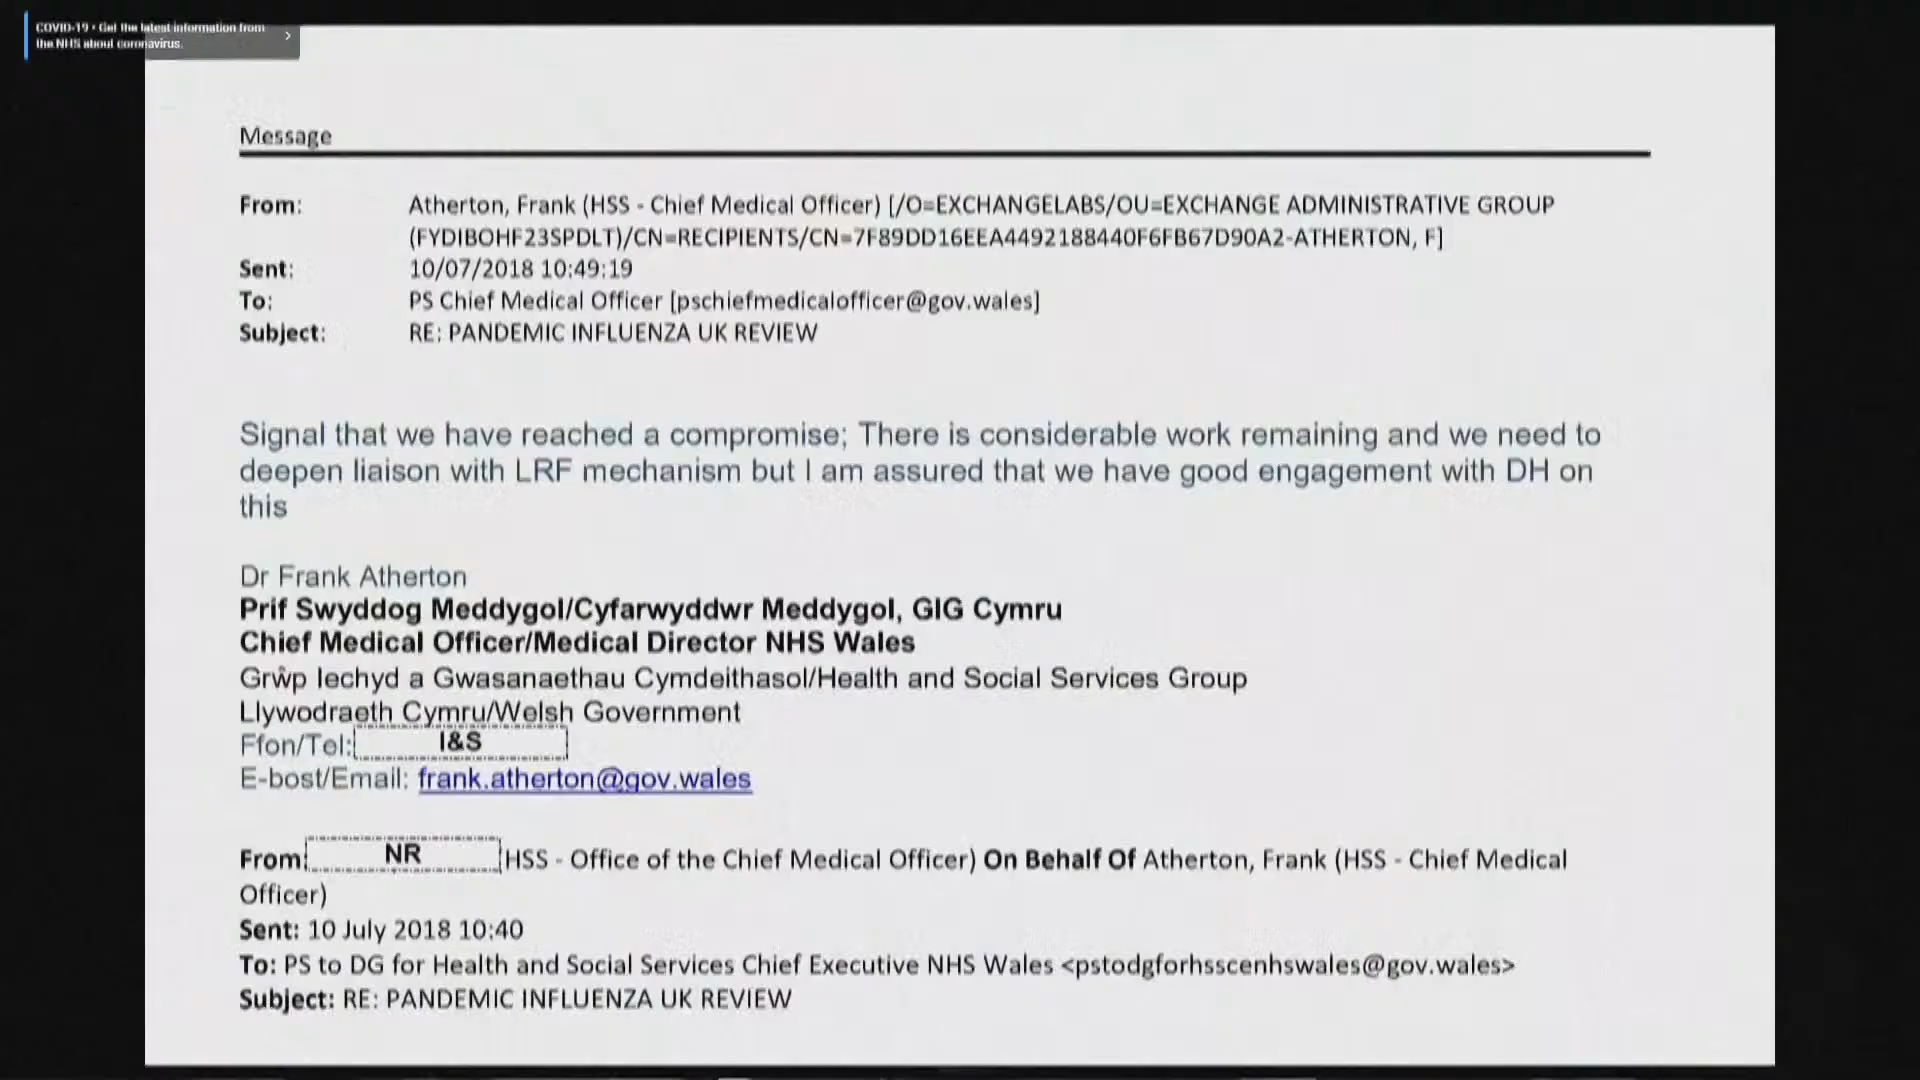 COVID-19 • Get the latest information from
the NHS about coronavirus.
Message
From: Atherton, Frank (HSS - Chief Medical Officer) [/O=EXCHANGELABS/OU=EXCHANGE ADMINISTRATIVE GROUP
(FYDIBOHF23SPDLT)/CN=RECIPIENTS/CN=7F89DD16EEA4492188440F6FB67D90A2-ATHERTON, F]
Sent: 10/07/2018 10:49:19
To: PS Chief Medical Officer [pschiefmedicalofficer@gov.wales]
Subject: RE: PANDEMIC INFLUENZA UK REVIEW
Signal that we have reached a compromise; There is considerable work remaining and we need to
deepen liaison with LRF mechanism but I am assured that we have good engagement with DH on
this
Dr Frank Atherton
Prif Swyddog Meddygol/Cyfarwyddwr Meddygol, GIG Cymru
Chief Medical Officer/Medical Director NHS Wales
Grŵp Iechyd a Gwasanaethau Cymdeithasol/Health and Social Services Group
Llywodraeth Cymru/Welsh Government
Ffon/Tel: I&S
E-bost/Email: frank.atherton@gov.wales
From: NR HSS - Office of the Chief Medical Officer) On Behalf Of Atherton, Frank (HSS - Chief Medical
Officer)
Sent: 10 July 2018 10:40
To: PS to DG for Health and Social Services Chief Executive NHS Wales <pstodgforhsscenhswales@gov.wales>
Subject: RE: PANDEMIC INFLUENZA UK REVIEW